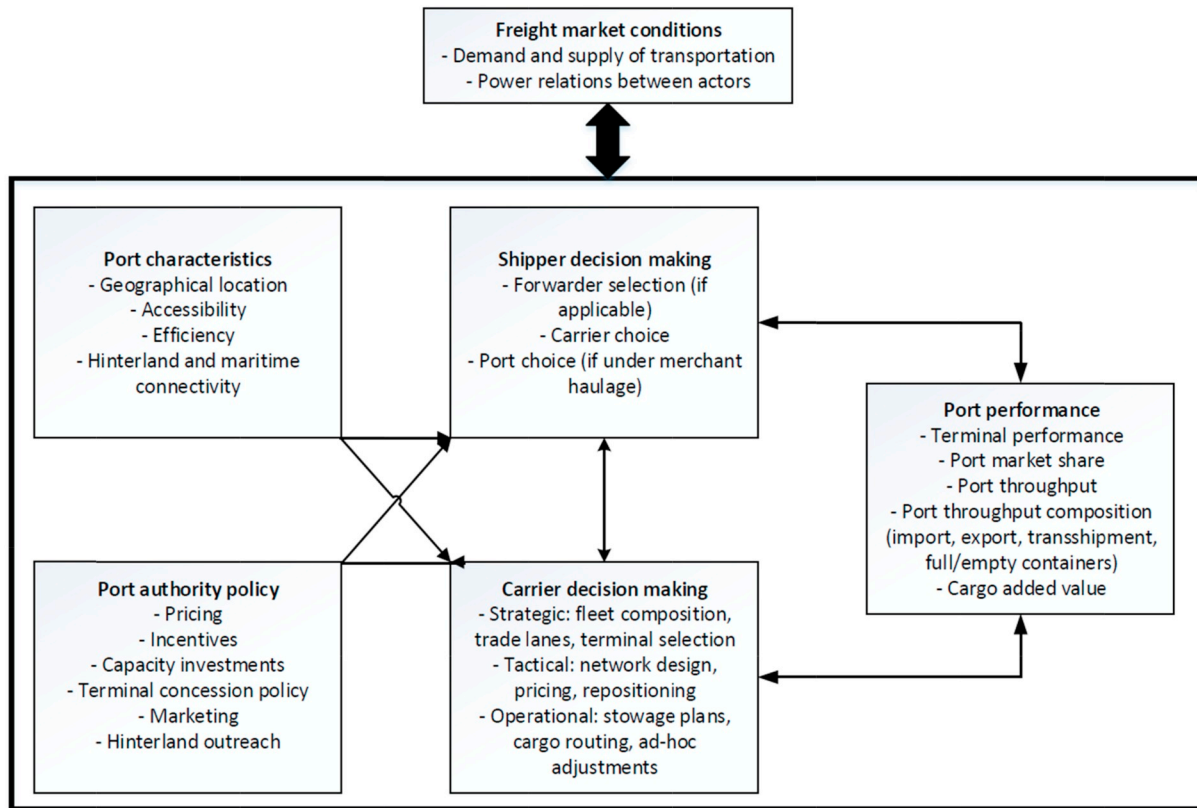 Freight market conditions
- Demand and supply of transportation
- Power relations between actors
Port characteristics
- Geographical location
- Accessibility
- Efficiency
- Hinterland and maritime
connectivity
Shipper decision making
- Forwarder selection (if
applicable)
- Carrier choice
- Port choice (if under merchant
haulage)
Port performance
- Terminal performance
- Port market share
- Port throughput
- Port throughput composition
(import, export, transshipment,
full/empty containers)
- Cargo added value
Port authority policy
- Pricing
- Incentives
- Capacity investments
- Terminal concession policy
- Marketing
- Hinterland outreach
Carrier decision making
- Strategic: fleet composition,
trade lanes, terminal selection
- Tactical: network design,
pricing, repositioning
- Operational: stowage plans,
cargo routing, ad-hoc
adjustments